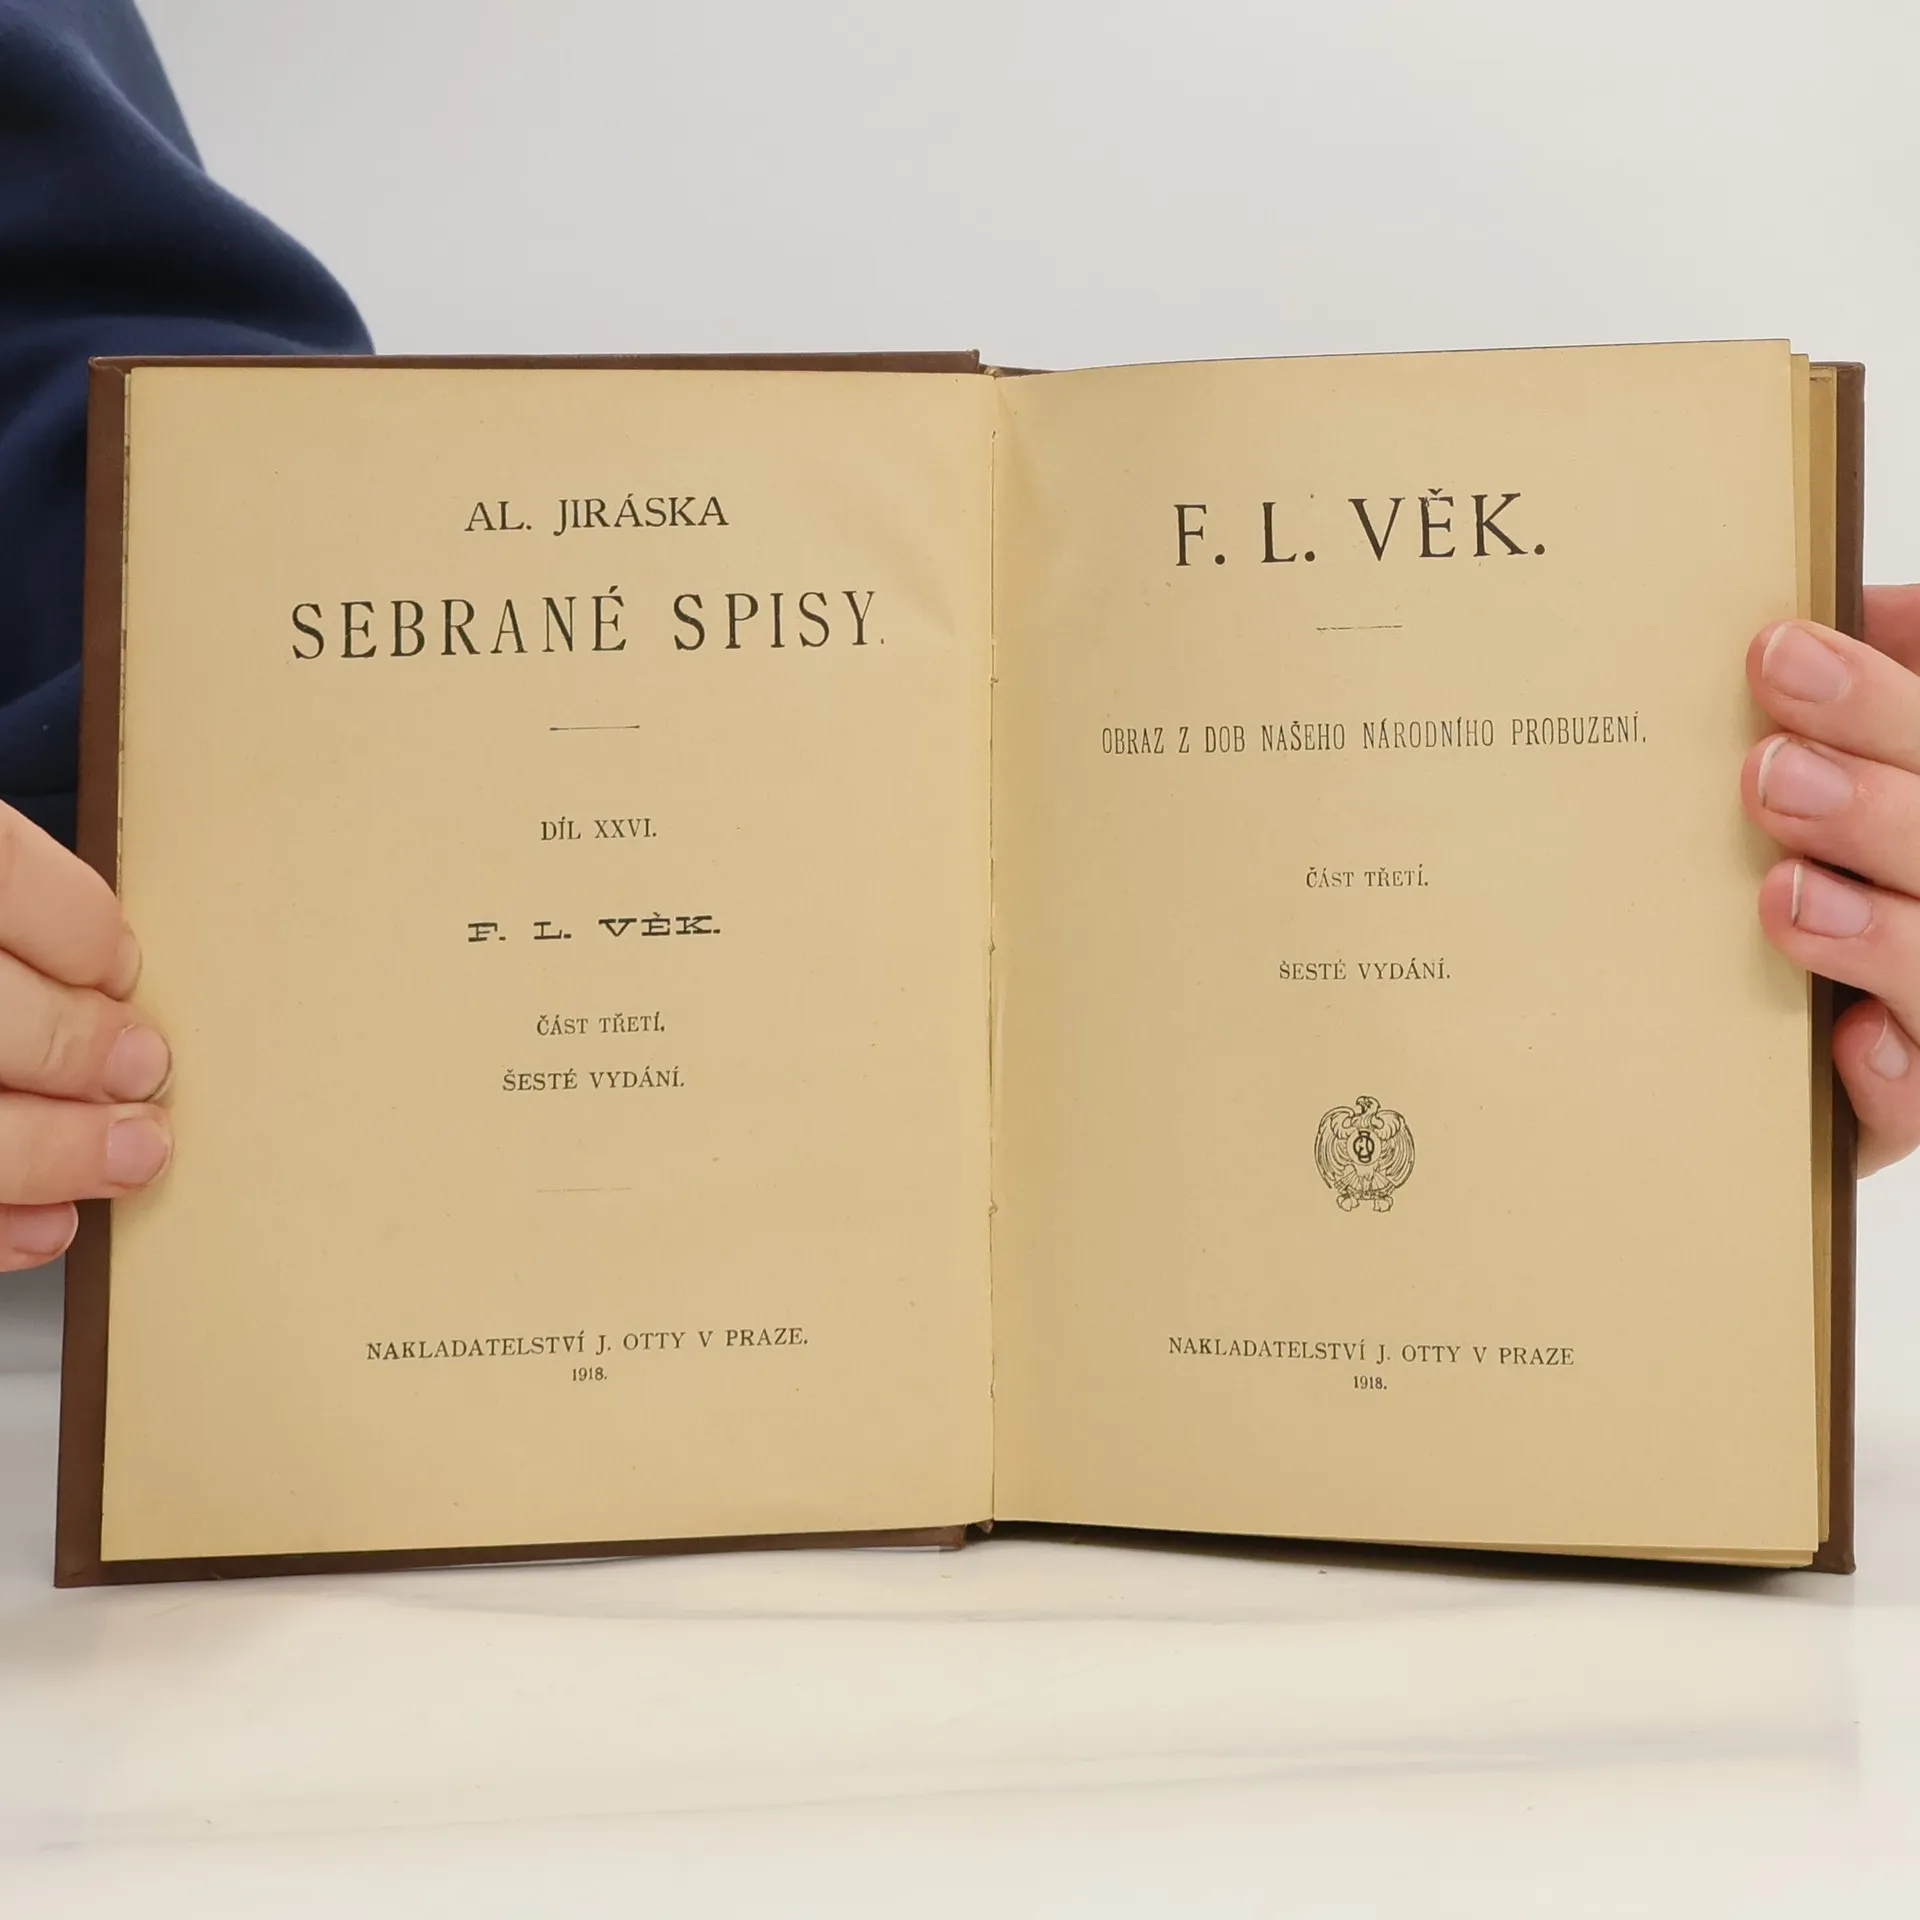 AL. JIRÁSKA
SEBRANÉ SPISY.
DÍL XXVI.
F. L. VĚK.
ČÁST TŘETÍ.
ŠESTÉ VYDÁNÍ.
NAKLADATELSTVÍ J. OTTY V PRAZE.
1918.
F. L. VĚK.
OBRAZ Z DOB NAŠEHO NÁRODNÍHO PROBUZENÍ.
ČÁST TŘETÍ.
ŠESTÉ VYDÁNÍ.
NAKLADATELSTVÍ J. OTTY V PRAZE
1918.